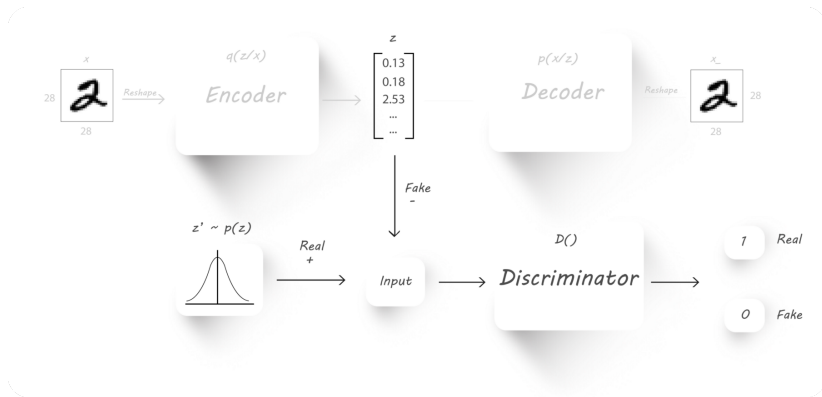 x
28
28
Reshape
q(z/x)
Encoder
z
0.13
0.18
2.53
...
...
p(x/z)
Decoder
Reshape
x_
28
28
Fake
-
z' ~ p(z)
Real
+
Input
D()
Discriminator
1 Real
0 Fake